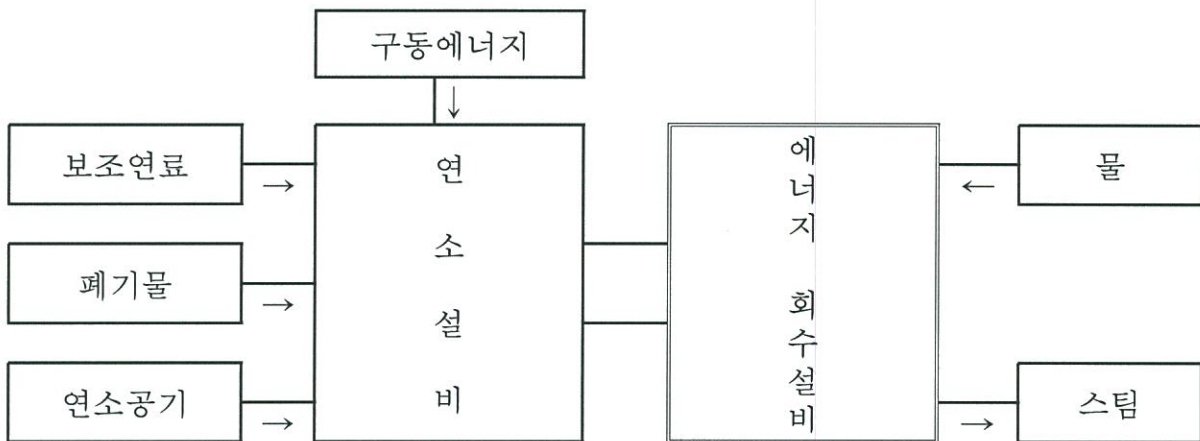 구동에너지
↓
보조연료
→
연소설비
에너지 회수설비
물
←
폐기물
→
연소공기
→
스팀
→